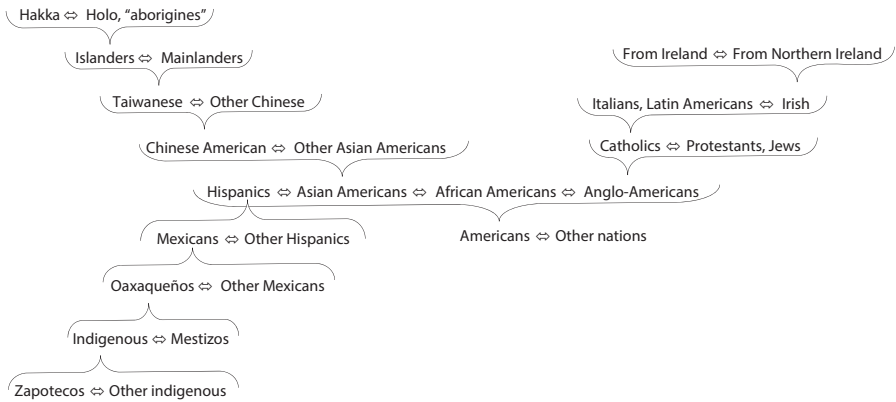 Hakka ⇔ Holo, “aborigines”
Islanders ⇔ Mainlanders
From Ireland ⇔ From Northern Ireland
Taiwanese ⇔ Other Chinese
Italians, Latin Americans ⇔ Irish
Chinese American ⇔ Other Asian Americans
Catholics ⇔ Protestants, Jews
Hispanics ⇔ Asian Americans ⇔ African Americans ⇔ Anglo-Americans
Mexicans ⇔ Other Hispanics
Americans ⇔ Other nations
Oaxaqueños ⇔ Other Mexicans
Indigenous ⇔ Mestizos
Zapotecos ⇔ Other indigenous